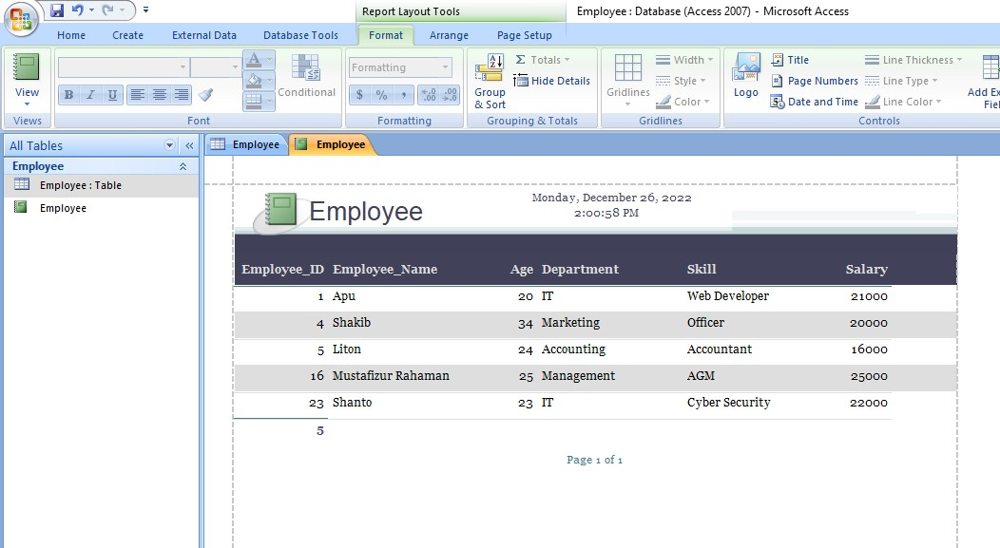 Report Layout Tools
Employee : Database (Access 2007) - Microsoft Access
Home Create External Data Database Tools Format Arrange Page Setup
View
Views
A
B I U
Font
Conditional
Formatting
$ % ,
Formatting
Group & Sort
Σ Totals
Hide Details
Grouping & Totals
Gridlines
Width
Style
Color
Gridlines
Logo
Title
Page Numbers
Date and Time
Line Thickness
Line Type
Line Color
Add Ex
Fiel
Controls
All Tables
Employee
Employee : Table
Employee
Employee Employee
Employee
Monday, December 26, 2022
2:00:58 PM
Employee_ID Employee_Name Age Department Skill Salary
1 Apu 20 IT Web Developer 21000
4 Shakib 34 Marketing Officer 20000
5 Liton 24 Accounting Accountant 16000
16 Mustafizur Rahaman 25 Management AGM 25000
23 Shanto 23 IT Cyber Security 22000
5
Page 1 of 1